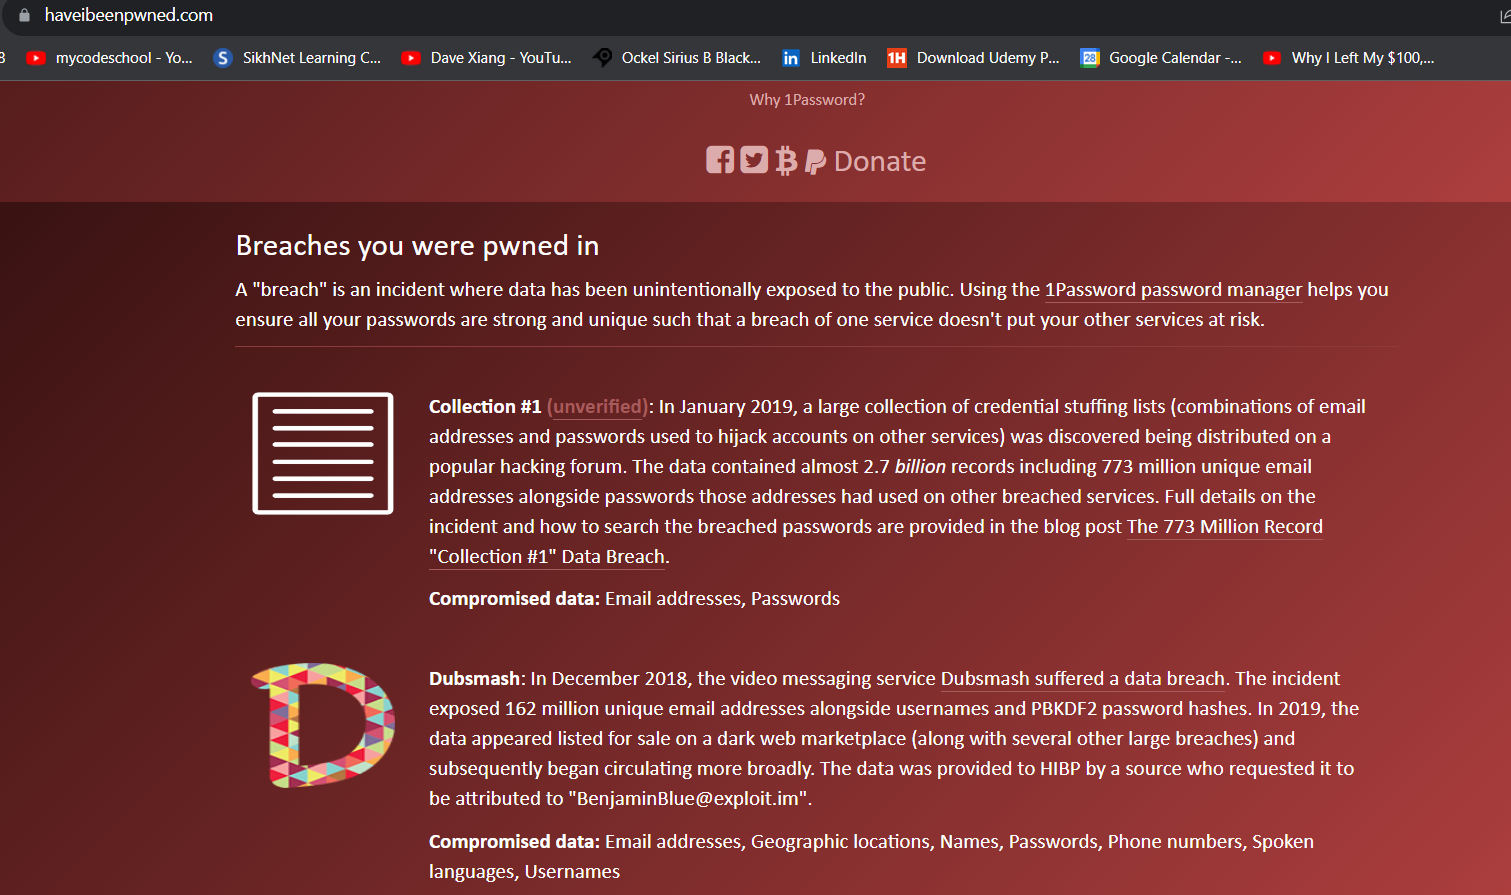 haveibeenpwned.com
8 mycodeschool - Yo... SikhNet Learning C... Dave Xiang - YouTu... Ockel Sirius B Black... LinkedIn 1H Download Udemy P... 28 Google Calendar -... Why I Left My $100,...
Why 1Password?
Donate
Breaches you were pwned in
A "breach" is an incident where data has been unintentionally exposed to the public. Using the 1Password password manager helps you
ensure all your passwords are strong and unique such that a breach of one service doesn't put your other services at risk.
Collection #1 (unverified): In January 2019, a large collection of credential stuffing lists (combinations of email
addresses and passwords used to hijack accounts on other services) was discovered being distributed on a
popular hacking forum. The data contained almost 2.7 billion records including 773 million unique email
addresses alongside passwords those addresses had used on other breached services. Full details on the
incident and how to search the breached passwords are provided in the blog post The 773 Million Record
"Collection #1" Data Breach.
Compromised data: Email addresses, Passwords
Dubsmash: In December 2018, the video messaging service Dubsmash suffered a data breach. The incident
exposed 162 million unique email addresses alongside usernames and PBKDF2 password hashes. In 2019, the
data appeared listed for sale on a dark web marketplace (along with several other large breaches) and
subsequently began circulating more broadly. The data was provided to HIBP by a source who requested it to
be attributed to "BenjaminBlue@exploit.im".
Compromised data: Email addresses, Geographic locations, Names, Passwords, Phone numbers, Spoken
languages, Usernames